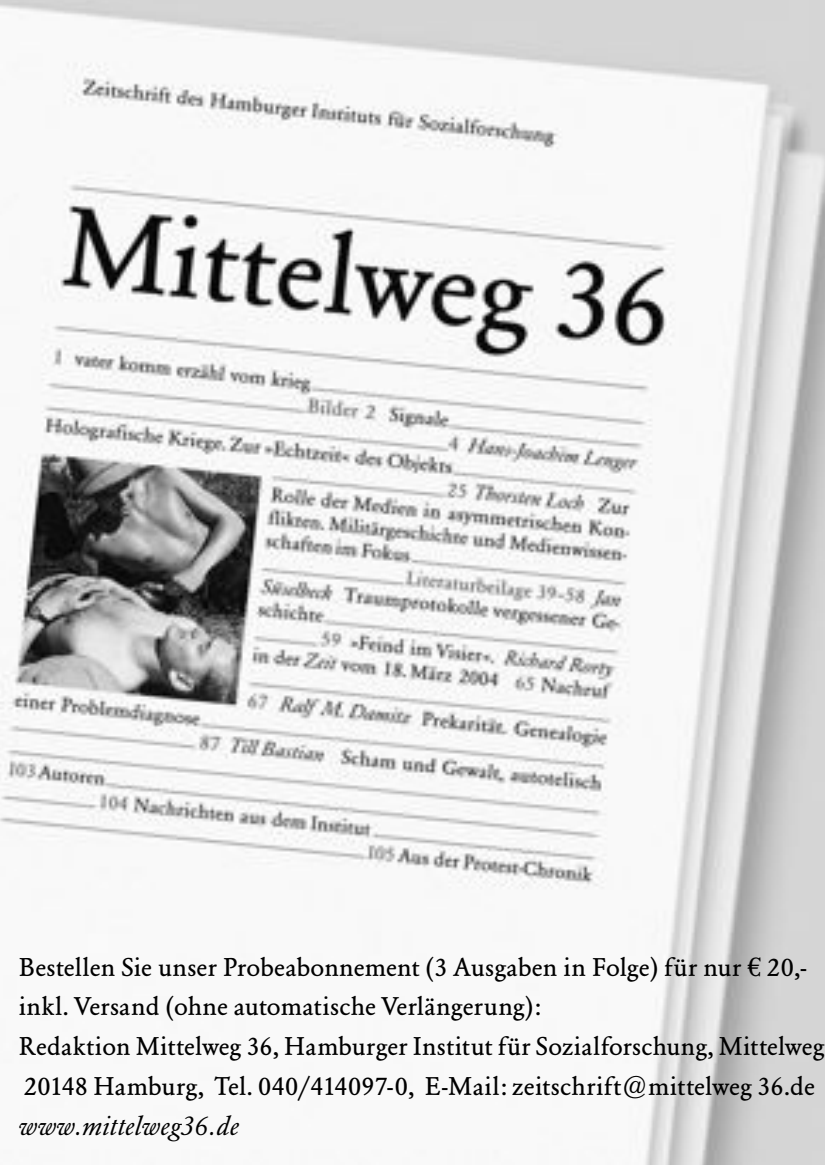 Zeitschrift des Hamburger Instituts für Sozialforschung
Mittelweg 36
1 vater komm erzähl vom krieg
Bilder 2 Signale
4 Hans-Joachim Lenger
Holografische Kriege. Zur »Echtzeit« des Objekts
25 Thorsten Loch Zur
Rolle der Medien in asymmetrischen Kon-
flikten. Militärgeschichte und Medienwissen-
schaften im Fokus
Literaturbeilage 39–58 Jan
Süselbeck Traumprotokolle vergessener Ge-
schichte
59 »Feind im Visier«. Richard Rorty
in der Zeit vom 18. März 2004 65 Nachruf
67 Ralf M. Damitz Prekarität. Genealogie
einer Problemdiagnose
87 Till Bastian Scham und Gewalt, autotelisch
103 Autoren
104 Nachrichten aus dem Institut
105 Aus der Protest-Chronik
Bestellen Sie unser Probeabonnement (3 Ausgaben in Folge) für nur € 20,-
inkl. Versand (ohne automatische Verlängerung):
Redaktion Mittelweg 36, Hamburger Institut für Sozialforschung, Mittelweg
20148 Hamburg, Tel. 040/414097-0, E-Mail: zeitschrift@mittelweg 36.de
www.mittelweg36.de